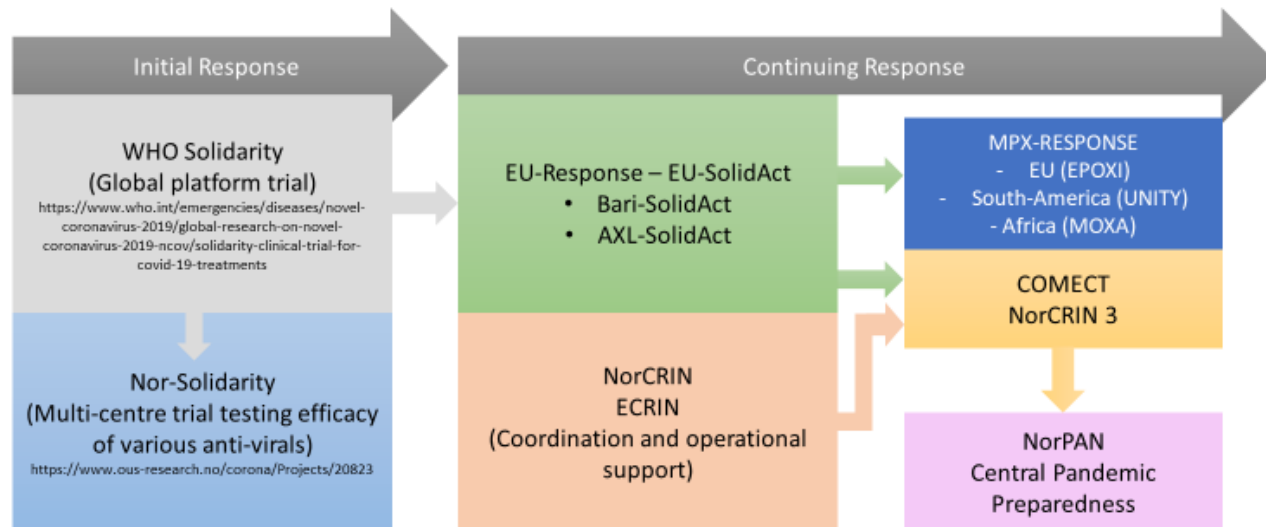 Initial Response
Continuing Response
WHO Solidarity
(Global platform trial)
https://www.who.int/emergencies/diseases/novel-
coronavirus-2019/global-research-on-novel-
coronavirus-2019-ncov/solidarity-clinical-trial-for-
covid-19-treatments
Nor-Solidarity
(Multi-centre trial testing efficacy
of various anti-virals)
https://www.ous-research.no/corona/Projects/20823
EU-Response – EU-SolidAct
• Bari-SolidAct
• AXL-SolidAct
NorCRIN
ECRIN
(Coordination and operational
support)
MPX-RESPONSE
- EU (EPOXI)
- South-America (UNITY)
- Africa (MOXA)
COMECT
NorCRIN 3
NorPAN
Central Pandemic
Preparedness